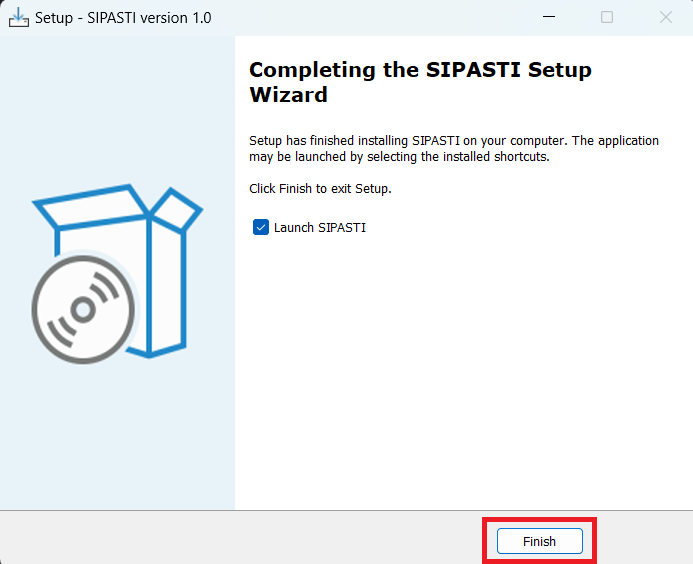 Setup - SIPASTI version 1.0
Completing the SIPASTI Setup
Wizard
Setup has finished installing SIPASTI on your computer. The application
may be launched by selecting the installed shortcuts.
Click Finish to exit Setup.
Launch SIPASTI
Finish